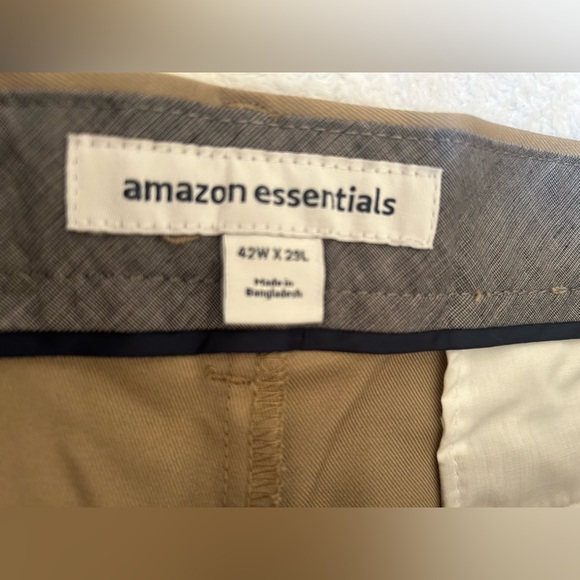 amazon essentials
42W X 29L
Made in
Bangladesh